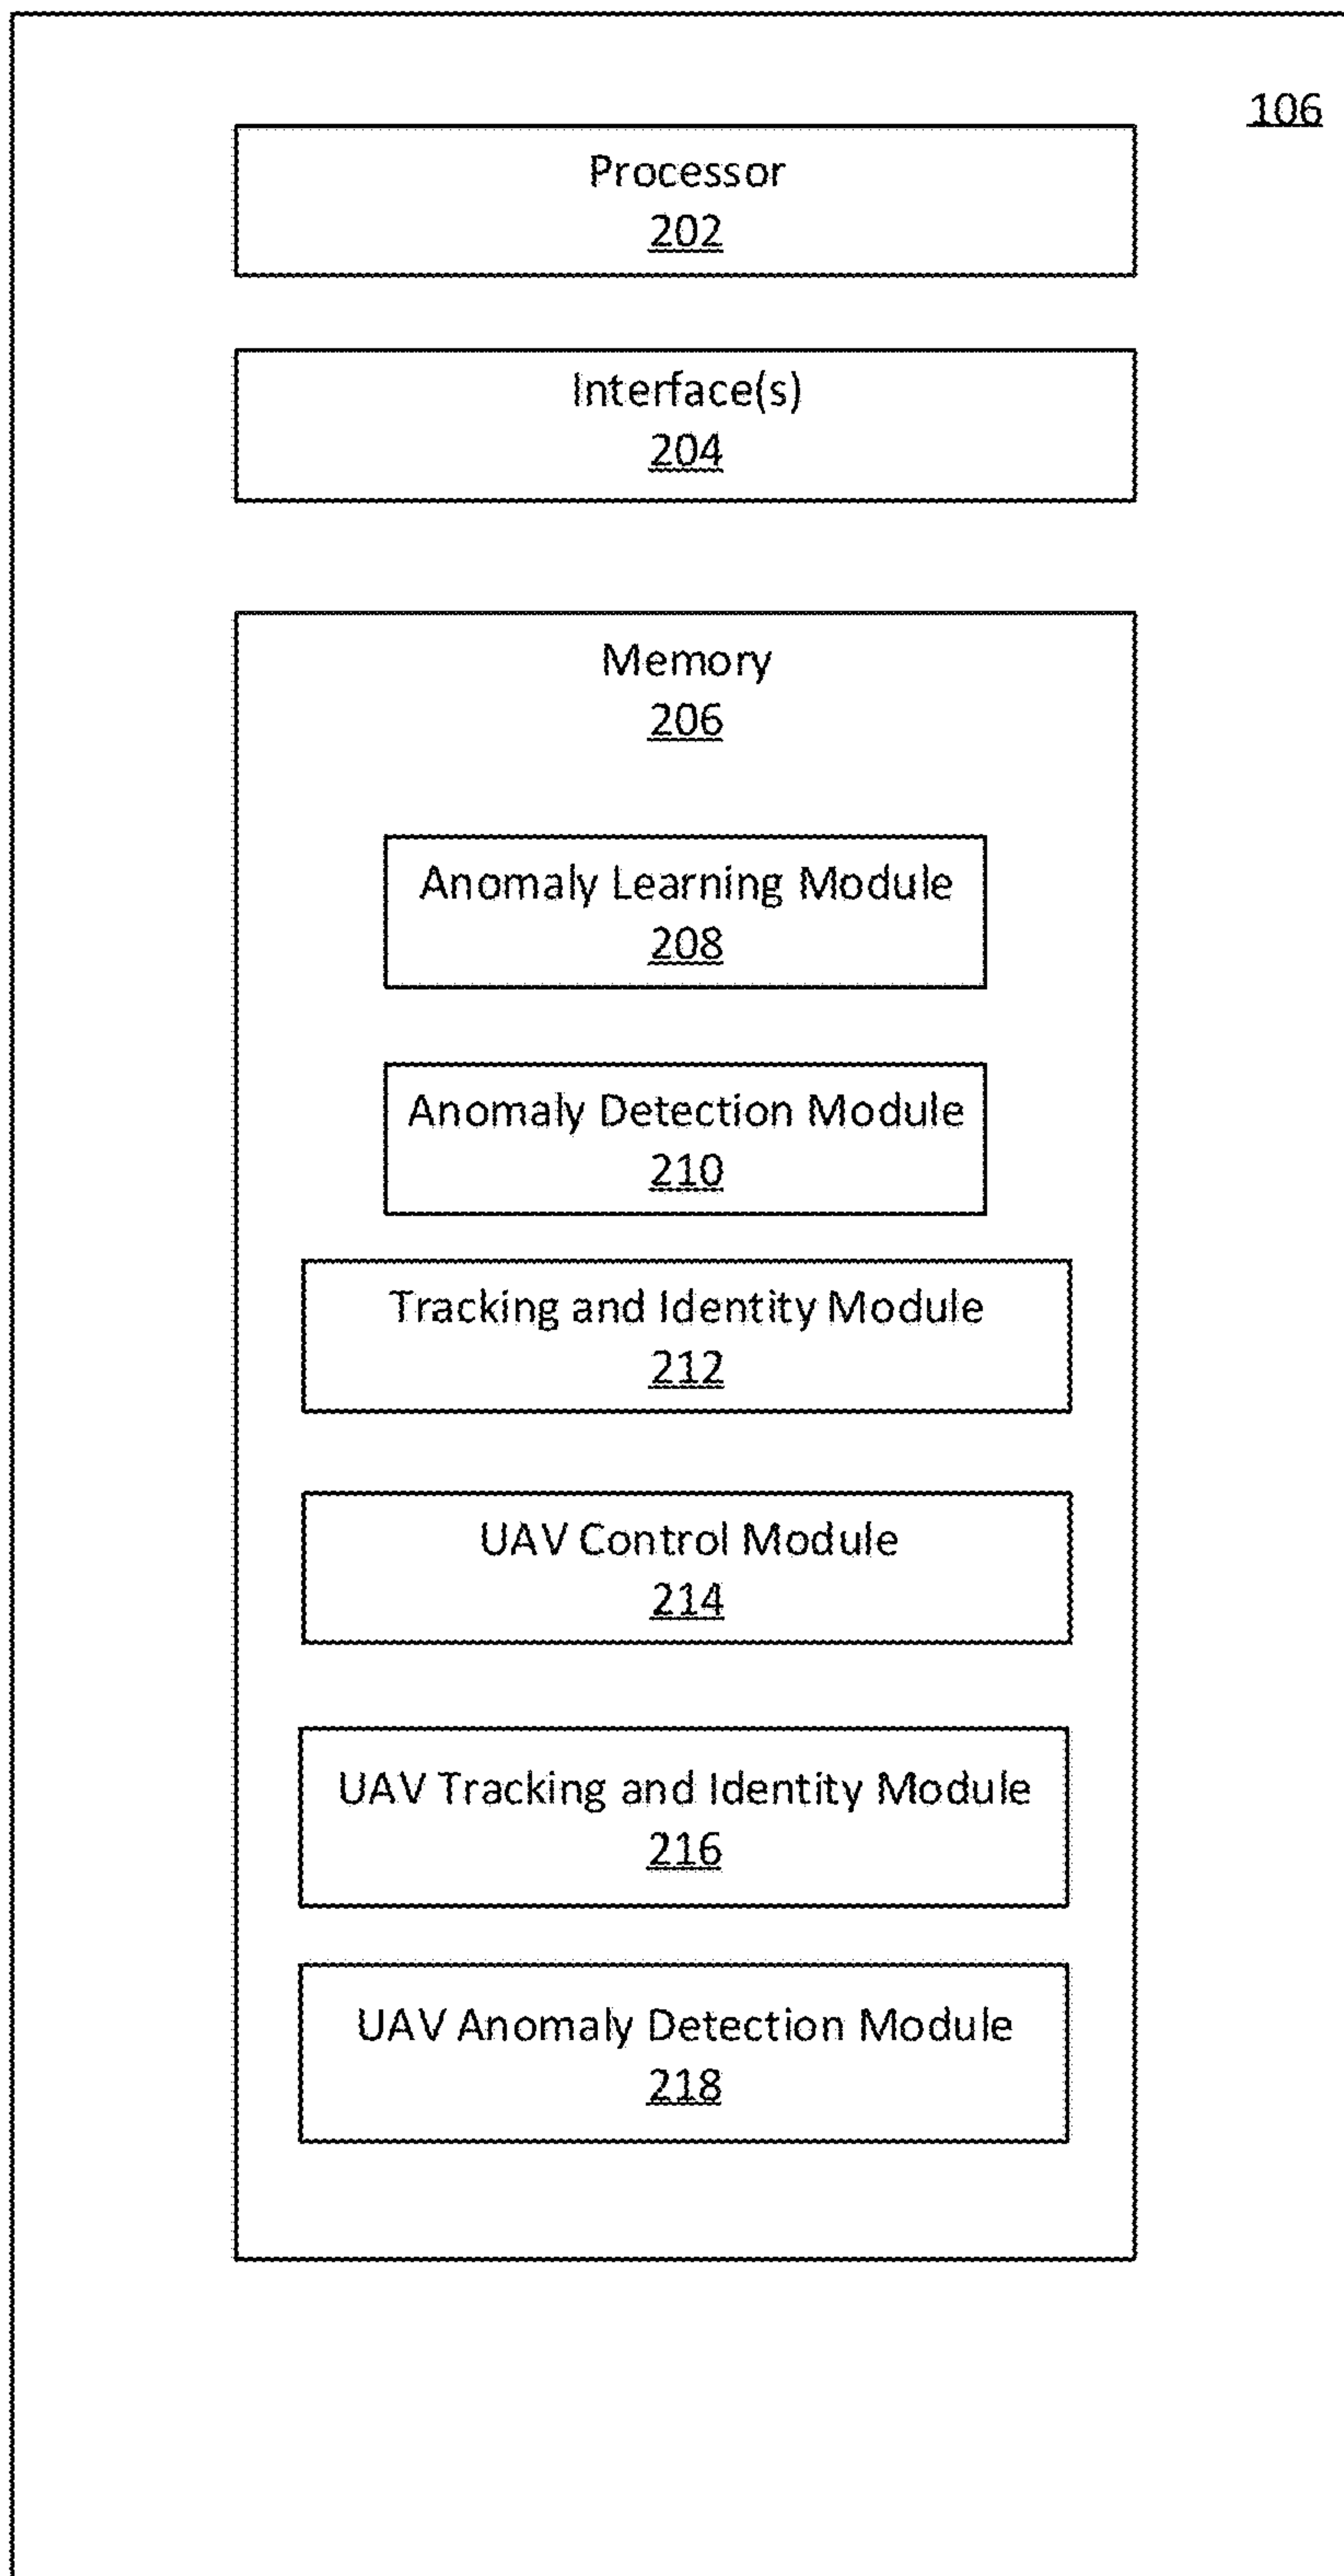 106
Processor
202
Interface(s)
204
Memory
206
Anomaly Learning Module
208
Anomaly Detection Module
210
Tracking and Identity Module
212
UAV Control Module
214
UAV Tracking and Identity Module
216
UAV Anomaly Detection Module
218